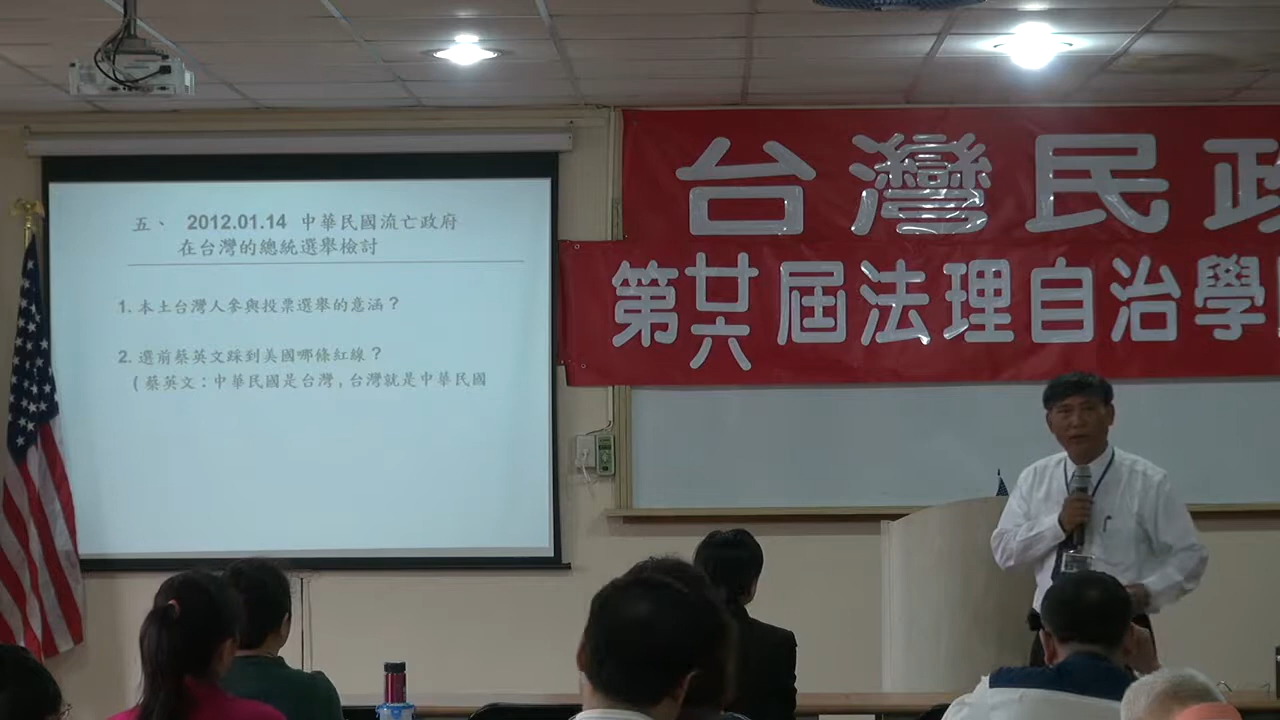 五、 2012.01.14 中華民國流亡政府
在台灣的總統選舉檢討
1. 本土台灣人參與投票選舉的意涵？
2. 選前蔡英文踩到美國哪條紅線？
( 蔡英文：中華民國是台灣, 台灣就是中華民國
台灣民政
第廿六屆法理自治學